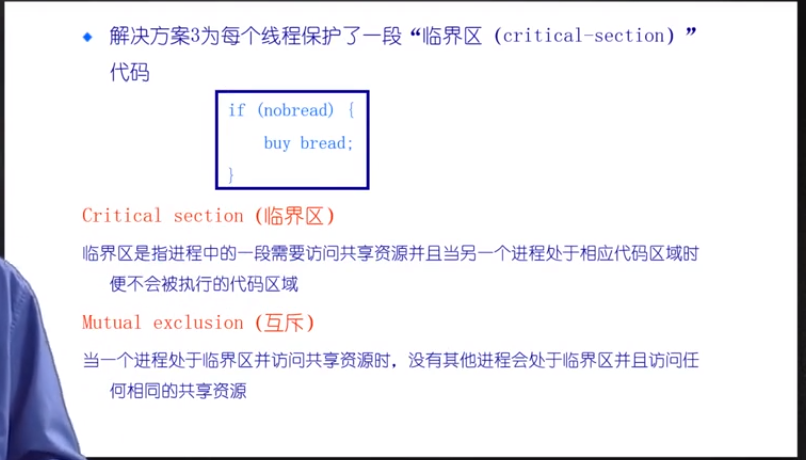 解决方案3为每个线程保护了一段“临界区（critical-section）”
代码
if (nobread) {
buy bread;
}
Critical section（临界区）
临界区是指进程中的一段需要访问共享资源并且当另一个进程处于相应代码区域时
便不会被执行的代码区域
Mutual exclusion（互斥）
当一个进程处于临界区并访问共享资源时，没有其他进程会处于临界区并且访问任
何相同的共享资源